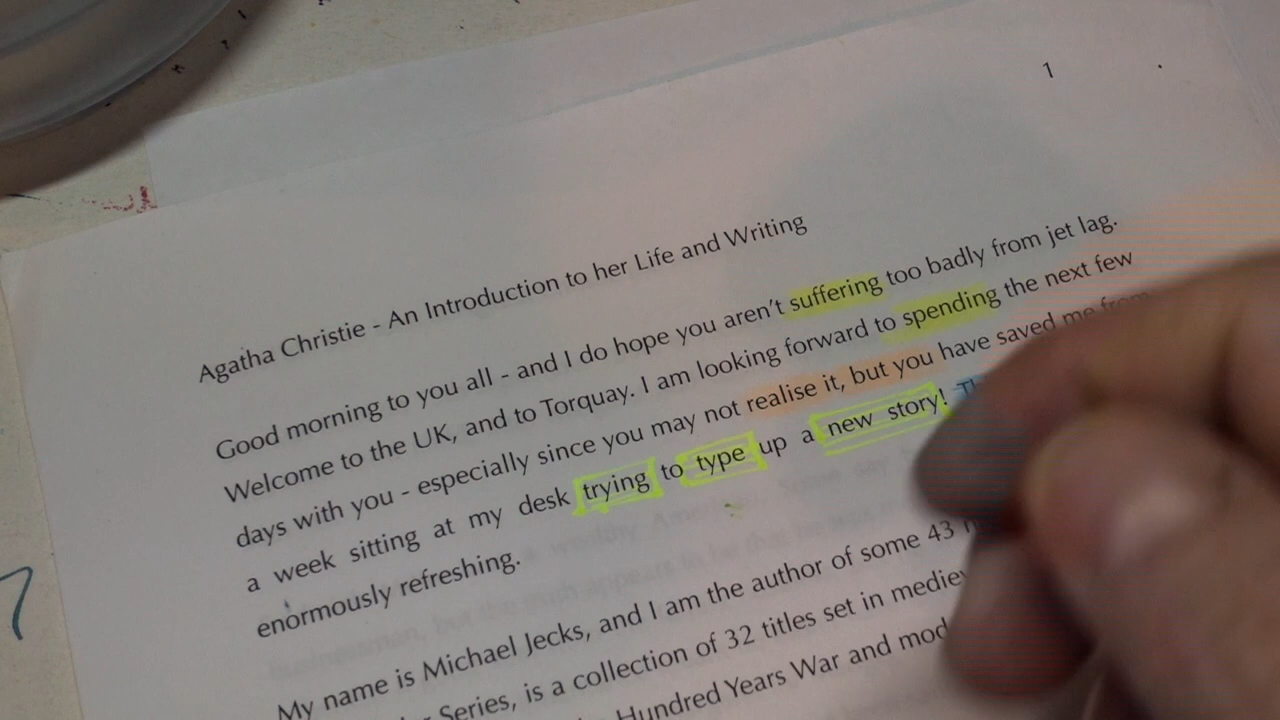 1
Agatha Christie - An Introduction to her Life and Writing
Good morning to you all - and I do hope you aren't suffering too badly from jet lag.
Welcome to the UK, and to Torquay. I am looking forward to spending the next few
days with you - especially since you may not realise it, but you have saved me from
a week sitting at my desk trying to type up a new story!
enormously refreshing.
My name is Michael Jecks, and I am the author of some 43
Series, is a collection of 32 titles set in
Hundred Years War and